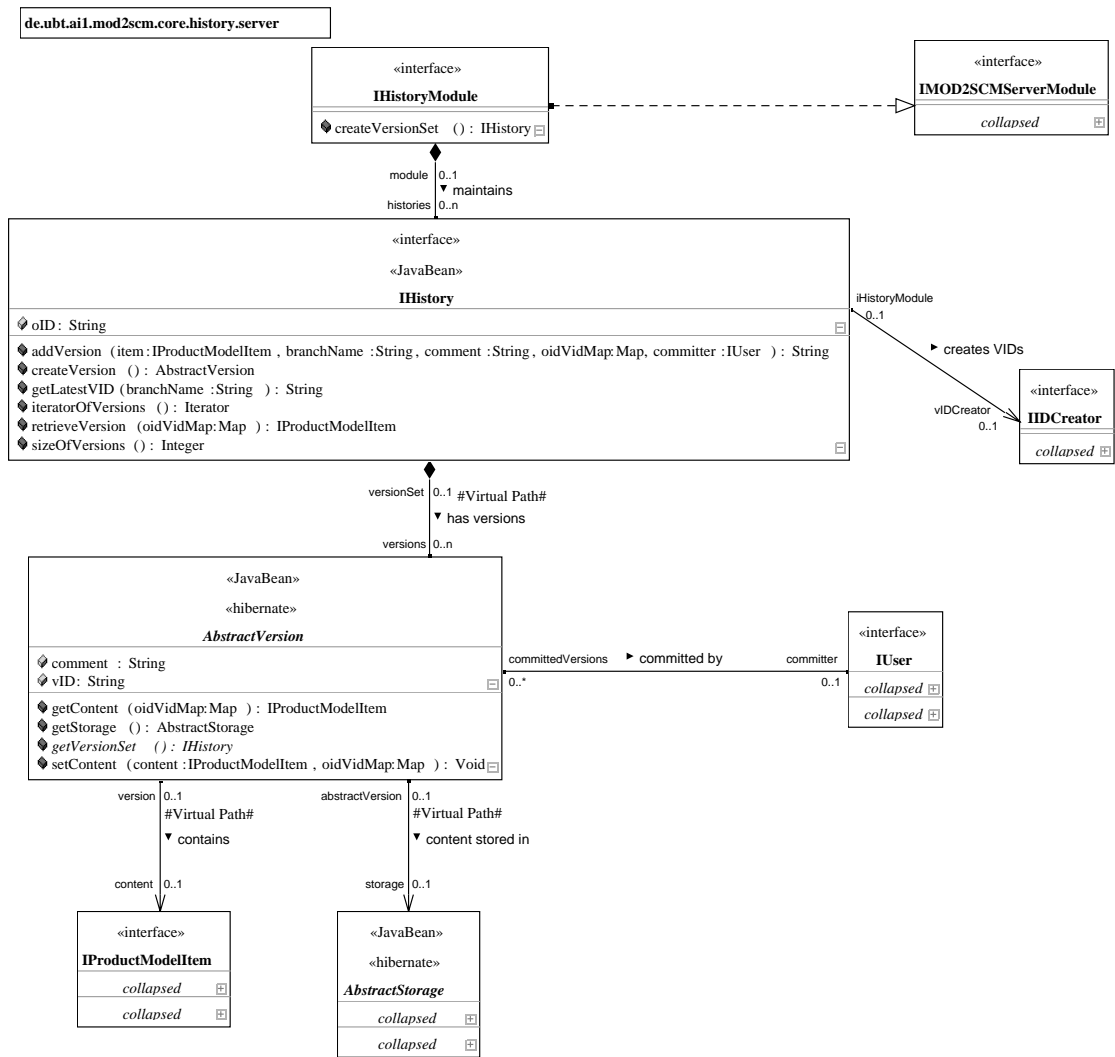 de.ubt.ai1.mod2scm.core.history.server
«interface»
IHistoryModule
createVersionSet (): IHistory
«interface»
IMOD2SCMServerModule
collapsed
module 0..1
maintains
histories 0..n
«interface»
«JavaBean»
IHistory
oID: String
addVersion (item:IProductModelItem, branchName :String, comment :String, oidVidMap:Map, committer :IUser ): String
createVersion (): AbstractVersion
getLatestVID (branchName :String ): String
iteratorOfVersions (): Iterator
retrieveVersion (oidVidMap:Map ): IProductModelItem
sizeOfVersions (): Integer
iHistoryModule
0..1
creates VIDs
vIDCreator
0..1
«interface»
IIDCreator
collapsed
versionSet 0..1 #Virtual Path#
has versions
versions 0..n
«JavaBean»
«hibernate»
AbstractVersion
comment : String
vID: String
getContent (oidVidMap:Map ): IProductModelItem
getStorage (): AbstractStorage
getVersionSet (): IHistory
setContent (content :IProductModelItem , oidVidMap:Map ): Void
committedVersions committed by committer
0..* 0..1
«interface»
IUser
collapsed
collapsed
version 0..1
#Virtual Path#
contains
content 0..1
abstractVersion 0..1
#Virtual Path#
content stored in
storage 0..1
«interface»
IProductModelItem
collapsed
collapsed
«JavaBean»
«hibernate»
AbstractStorage
collapsed
collapsed